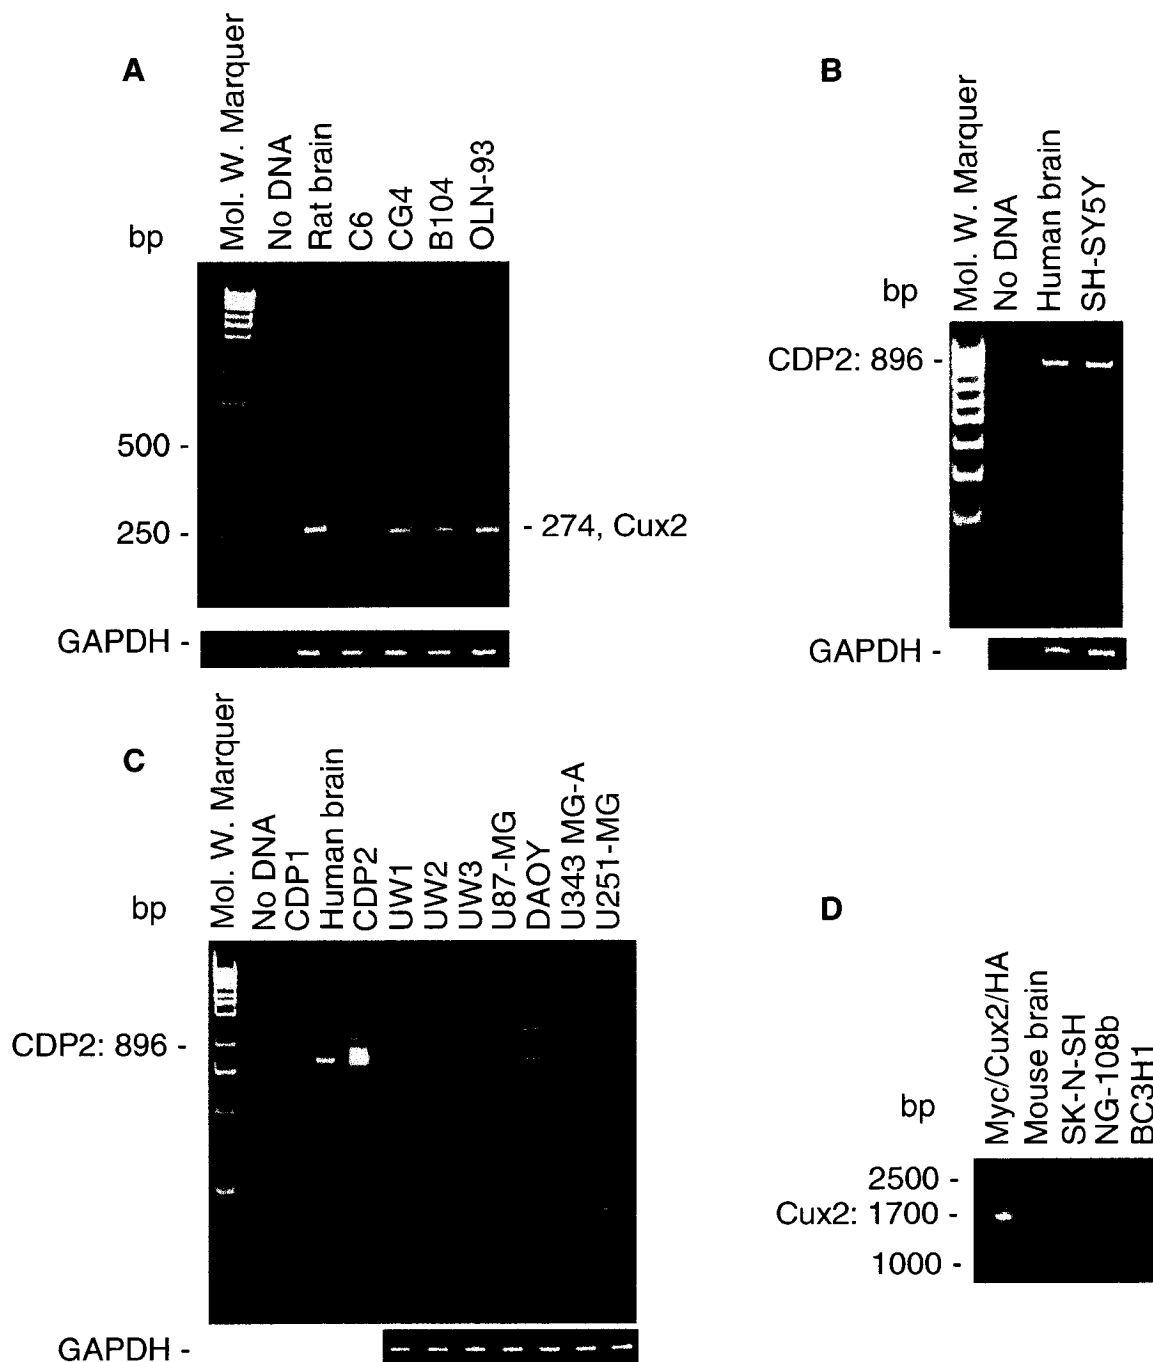 A
bp
Mol. W. Marquer
No DNA
Rat brain
C6
CG4
B104
OLN-93
500 -
250 -
- 274, Cux2
GAPDH -
B
bp
Mol. W. Marquer
No DNA
Human brain
SH-SY5Y
CDP2: 896 -
GAPDH -
C
bp
Mol. W. Marquer
No DNA
CDP1
Human brain
CDP2
UW1
UW2
UW3
U87-MG
DAOY
U343 MG-A
U251-MG
CDP2: 896 -
GAPDH -
D
bp
Myc/Cux2/HA
Mouse brain
SK-N-SH
NG-108b
BC3H1
2500 -
Cux2: 1700 -
1000 -